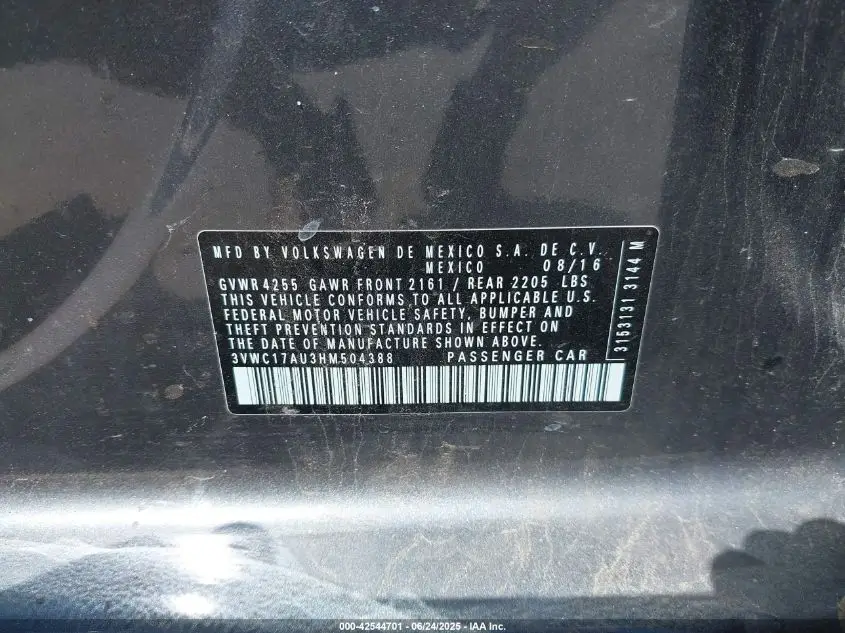 MFD BY VOLKSWAGEN DE MEXICO S.A. DE C.V.
MEXICO 08/16
GVWR 4255 GAWR FRONT 2161 / REAR 2205 LBS
THIS VEHICLE CONFORMS TO ALL APPLICABLE U.S.
FEDERAL MOTOR VEHICLE SAFETY, BUMPER AND
THEFT PREVENTION STANDARDS IN EFFECT ON
THE DATE OF MANUFACTURE SHOWN ABOVE.
3VWC17AU3HM504388 PASSENGER CAR
3153131 3144 M
000-42544701 - 06/24/2025 - IAA Inc.